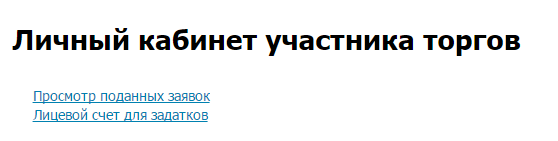 Личный кабинет участника торгов
Просмотр поданных заявок
Лицевой счет для задатков